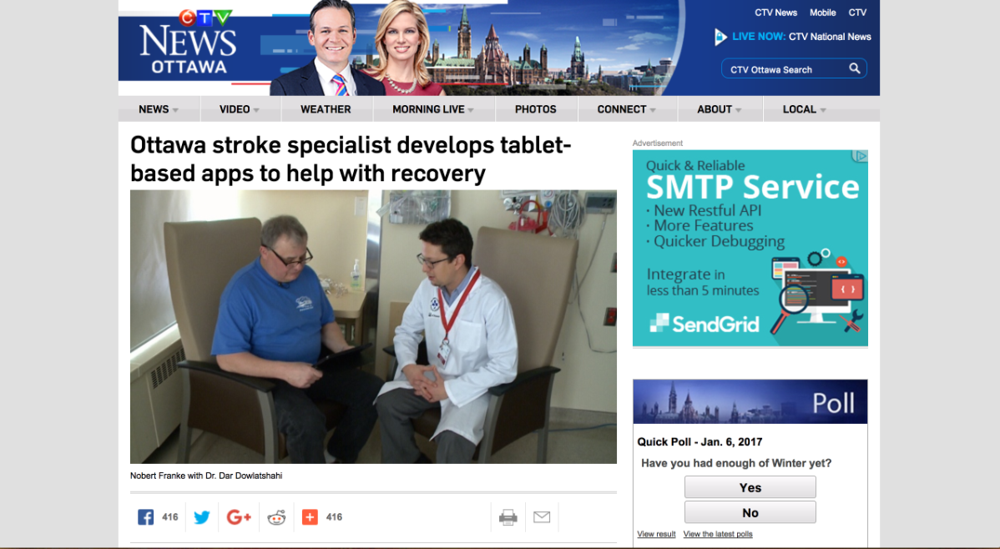 CTV
NEWS
OTTAWA
CTV News Mobile CTV
LIVE NOW: CTV National News
CTV Ottawa Search
NEWS VIDEO WEATHER MORNING LIVE PHOTOS CONNECT ABOUT LOCAL
Ottawa stroke specialist develops tablet-
based apps to help with recovery
Nobert Franke with Dr. Dar Dowlatshahi
416 G+ 416
Advertisement
Quick & Reliable
SMTP Service
· New Restful API
· More Features
· Quicker Debugging
Integrate in
less than 5 minutes
SendGrid
Poll
Quick Poll - Jan. 6, 2017
Have you had enough of Winter yet?
Yes
No
View result View the latest polls